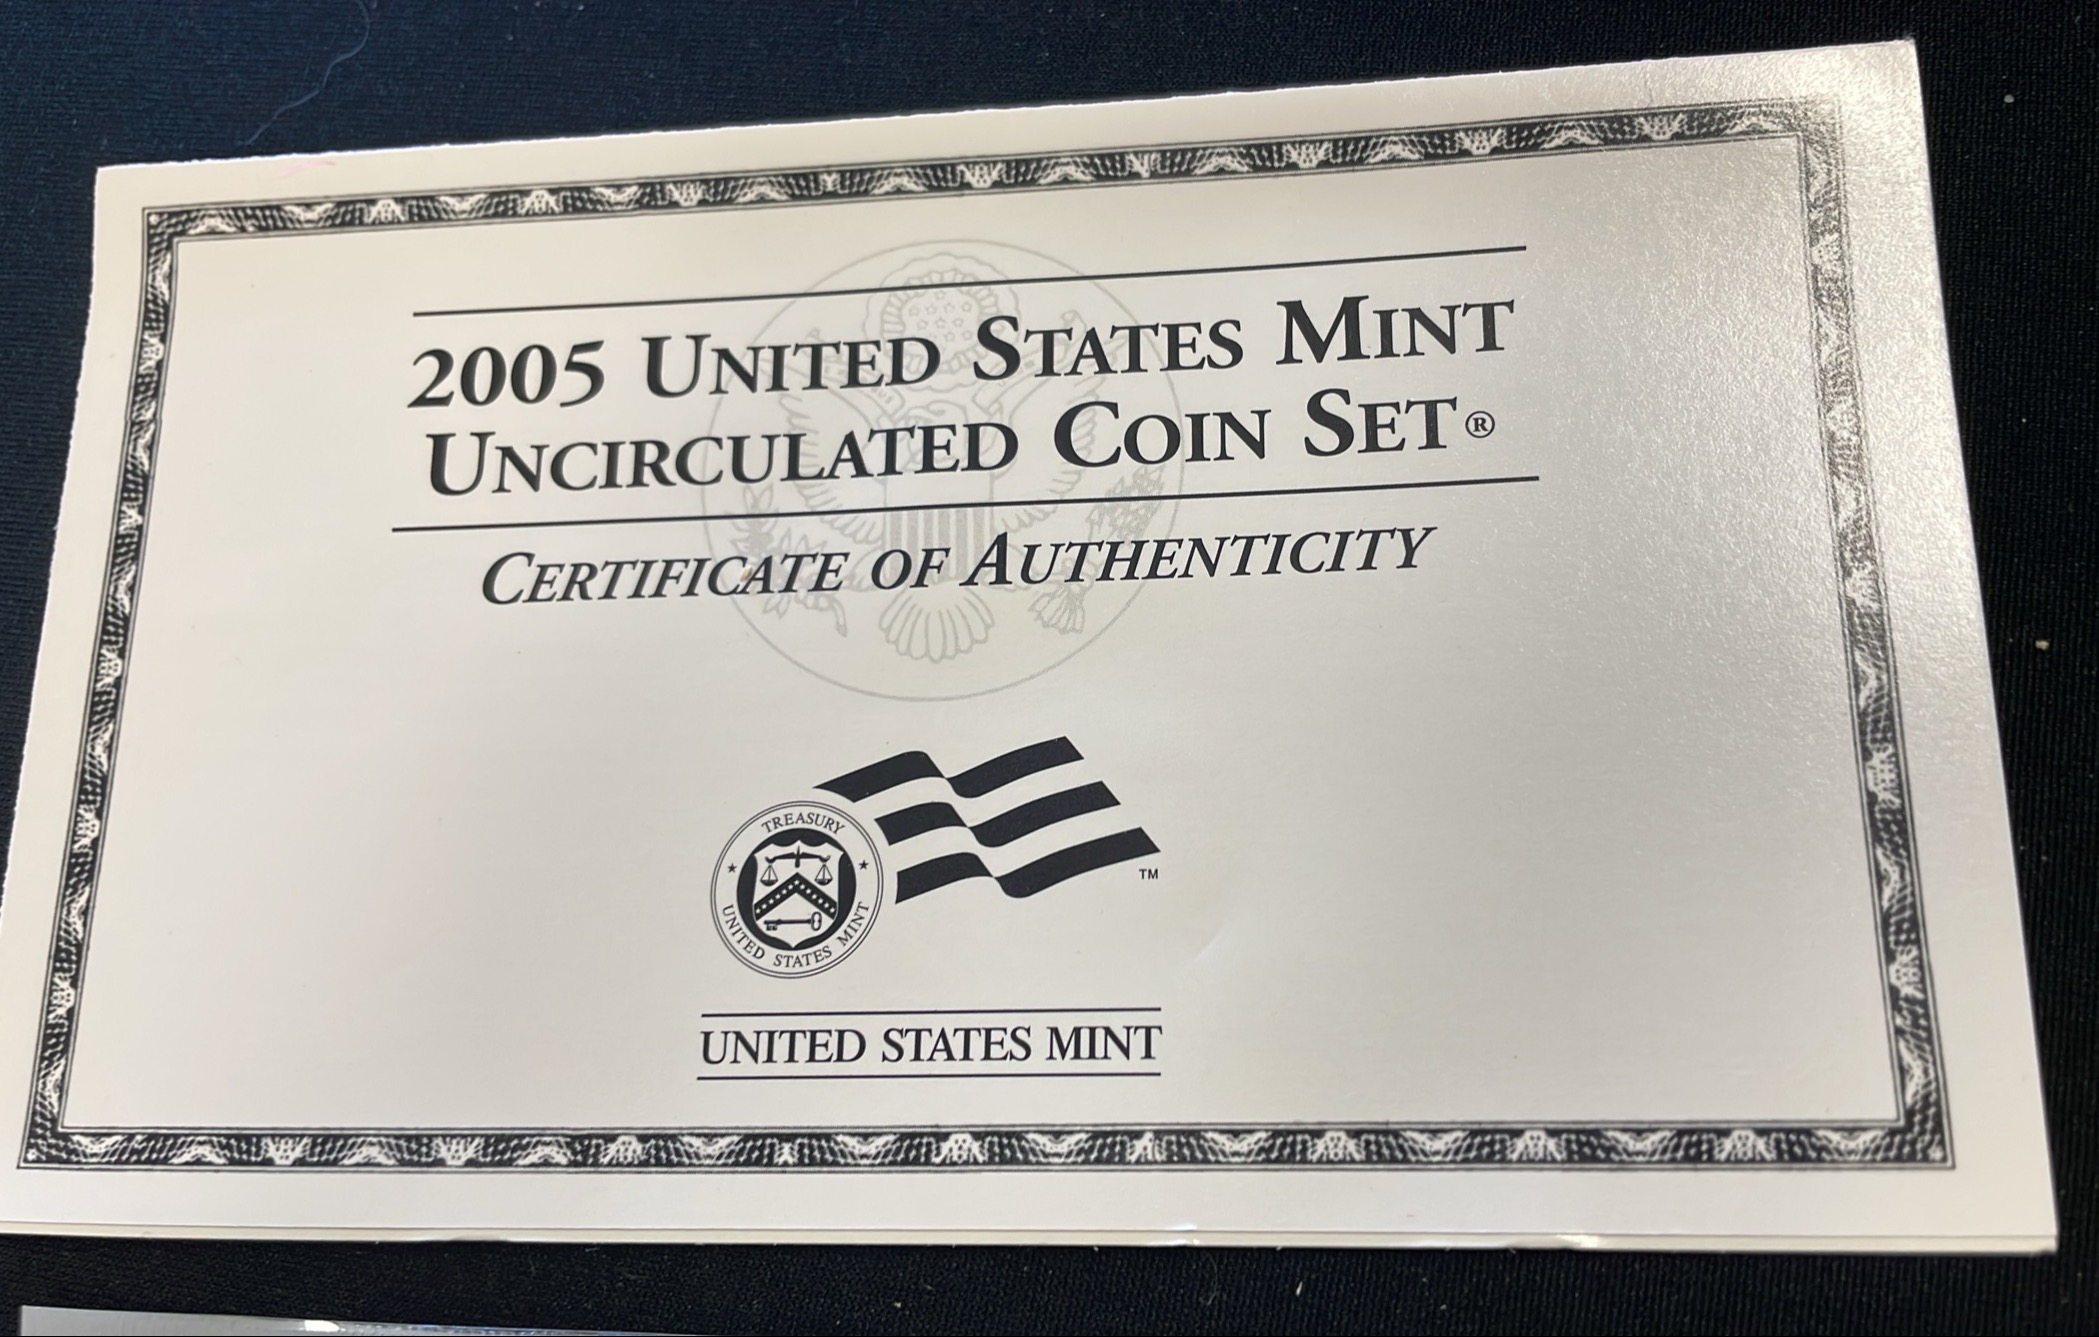 2005 UNITED STATES MINT
UNCIRCULATED COIN SET®
CERTIFICATE OF AUTHENTICITY
TREASURY
UNITED STATES MINT
TM
UNITED STATES MINT